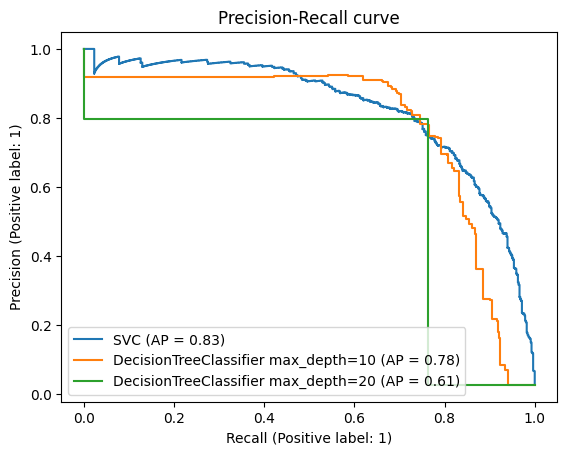 Precision-Recall curve
1.0
0.8
0.6
0.4
0.2
0.0
Precision (Positive label: 1)
SVC (AP = 0.83)
DecisionTreeClassifier max_depth=10 (AP = 0.78)
DecisionTreeClassifier max_depth=20 (AP = 0.61)
0.0 0.2 0.4 0.6 0.8 1.0
Recall (Positive label: 1)